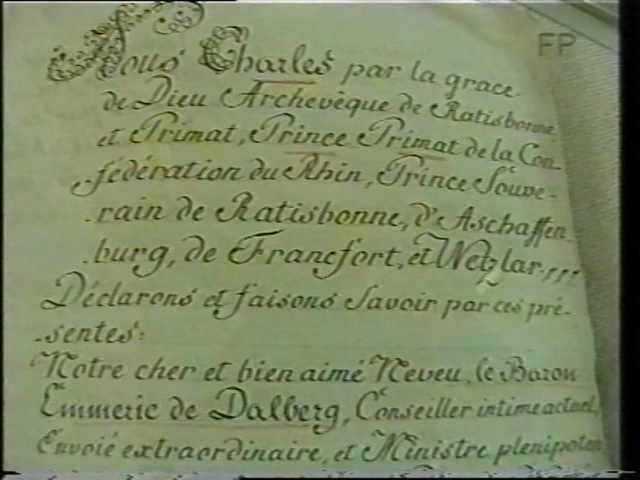 FP
Nous Charles par la grace
de Dieu Archevêque de Ratisbonne
et Primat, Prince Primat de la Con-
fédération du Rhin, Prince Souve-
rain de Ratisbonne, d'Aschaffen
burg, de Francfort, et Wetzlar.,,,
Déclarons et faisons Savoir par ces pré-
sentes:
Notre cher et bien aimé Neveu, le Baron
Emmeric de Dalberg, Conseiller intime actuel,
Envoié extraordinaire, et Ministre plenipoten